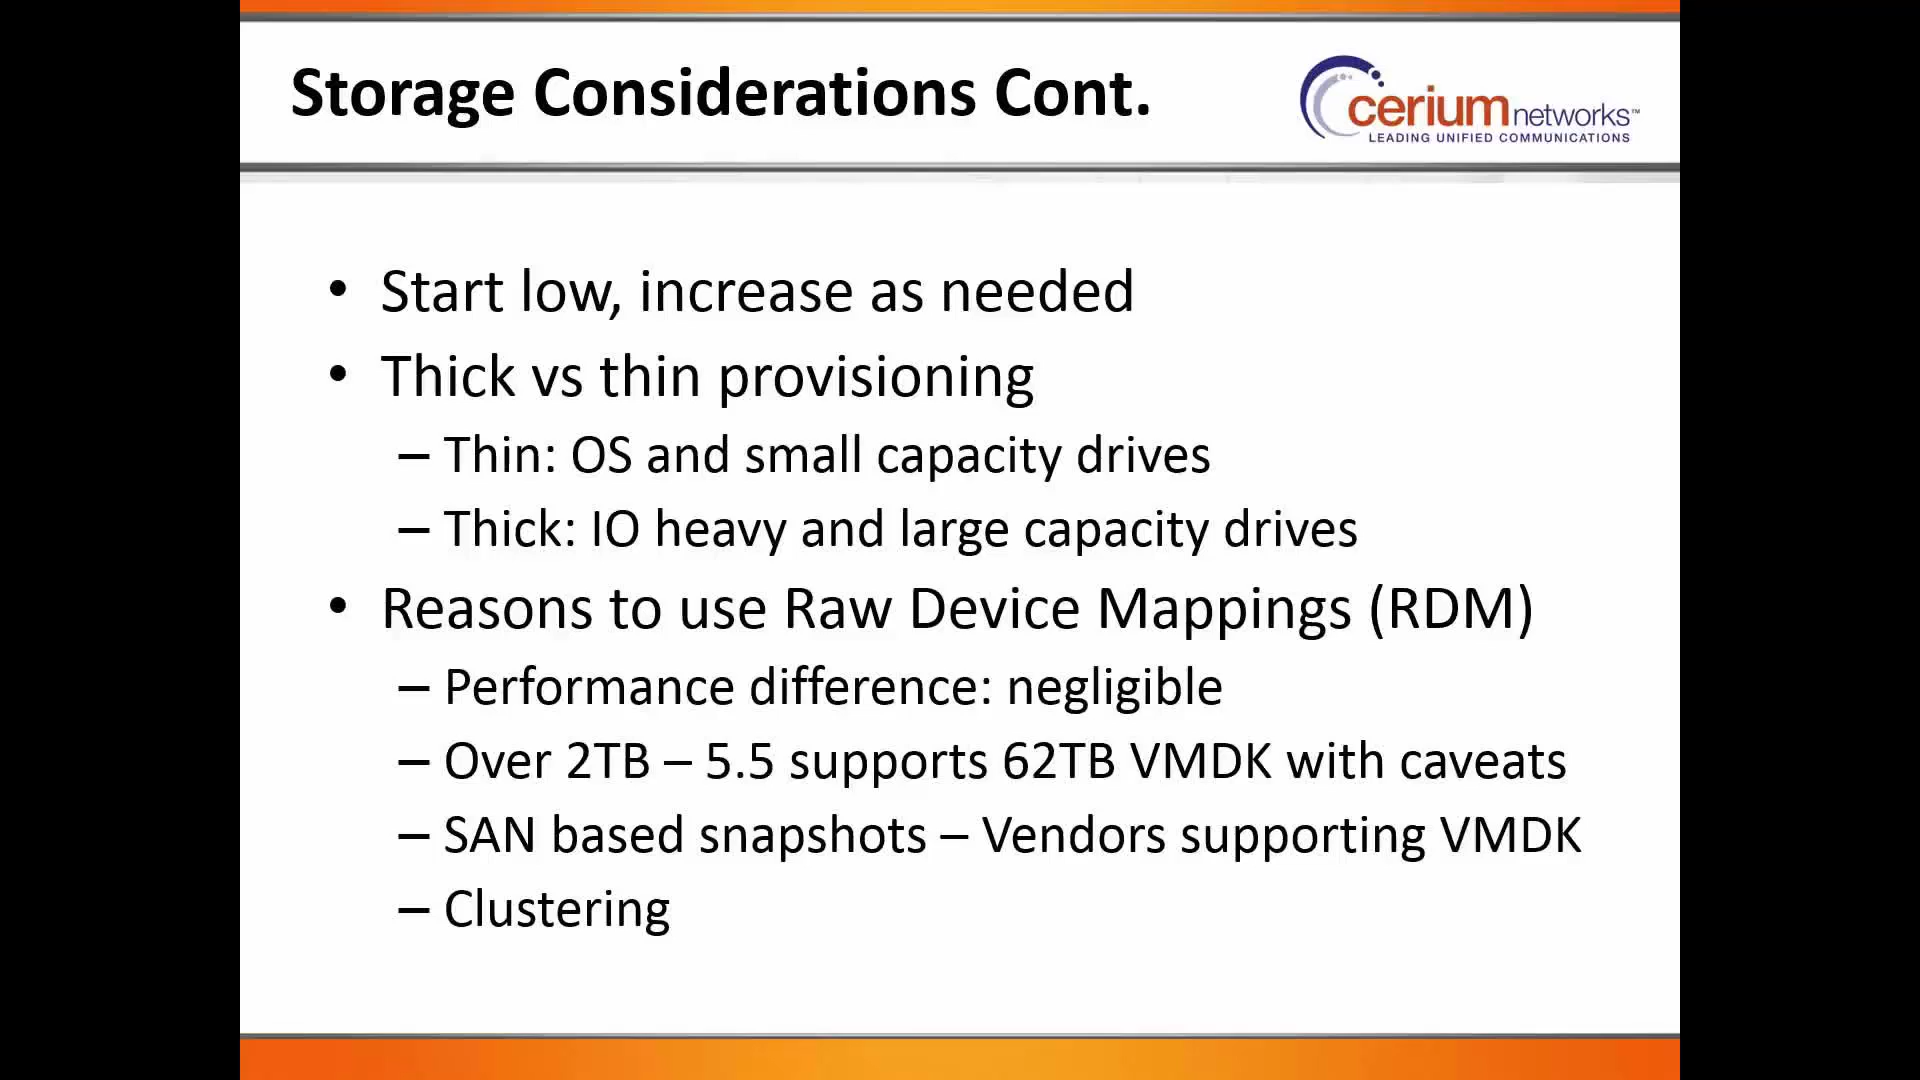 Storage Considerations Cont.
cerium networks™
LEADING UNIFIED COMMUNICATIONS
• Start low, increase as needed
• Thick vs thin provisioning
– Thin: OS and small capacity drives
– Thick: IO heavy and large capacity drives
• Reasons to use Raw Device Mappings (RDM)
– Performance difference: negligible
– Over 2TB – 5.5 supports 62TB VMDK with caveats
– SAN based snapshots – Vendors supporting VMDK
– Clustering